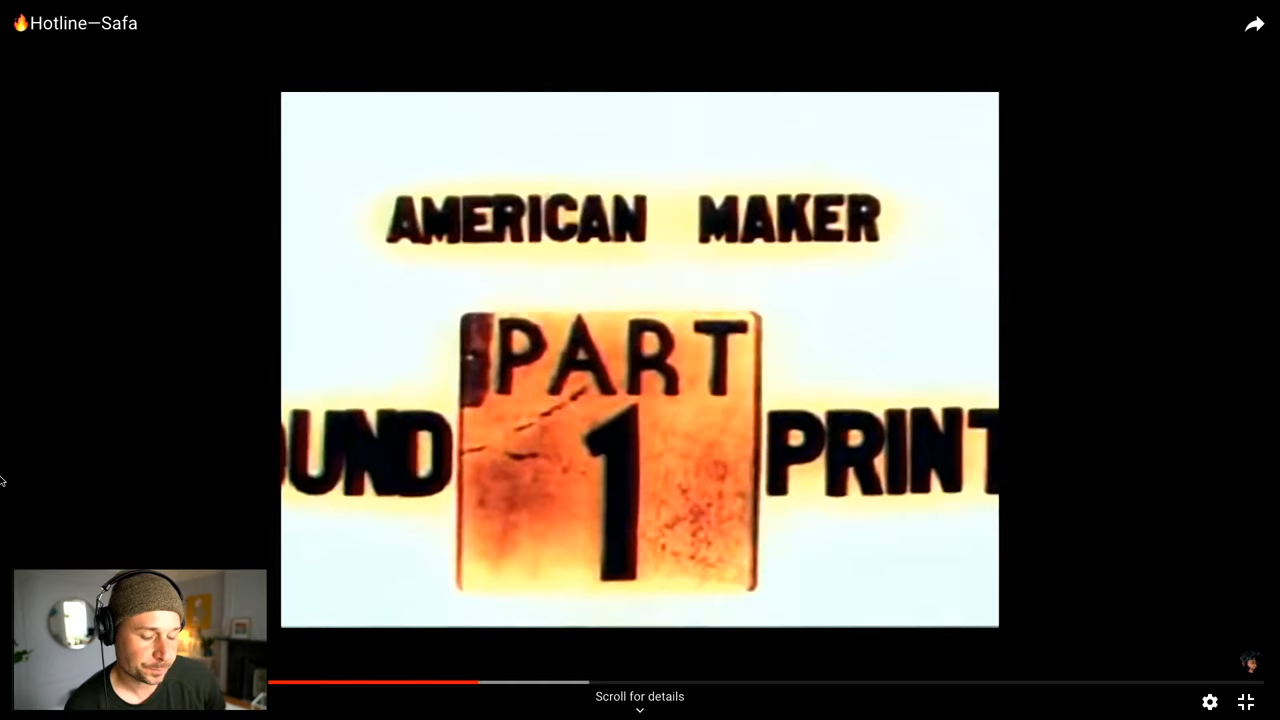 🔥Hotline—Safa
AMERICAN MAKER
PART
1
UND
PRINT
Scroll for details